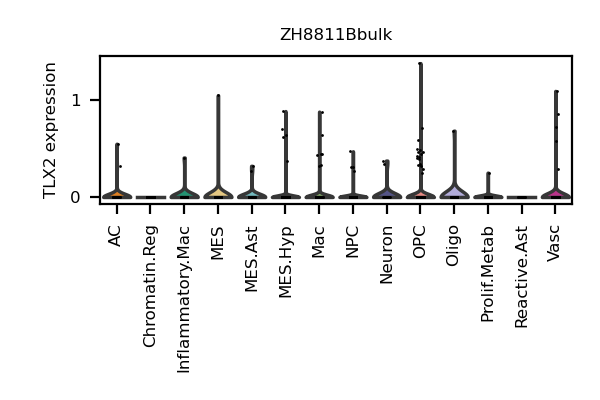 ZH8811Bbulk
TLX2 expression
1
0
AC
Chromatin.Reg
Inflammatory.Mac
MES
MES.Ast
MES.Hyp
Mac
NPC
Neuron
OPC
Oligo
Prolif.Metab
Reactive.Ast
Vasc